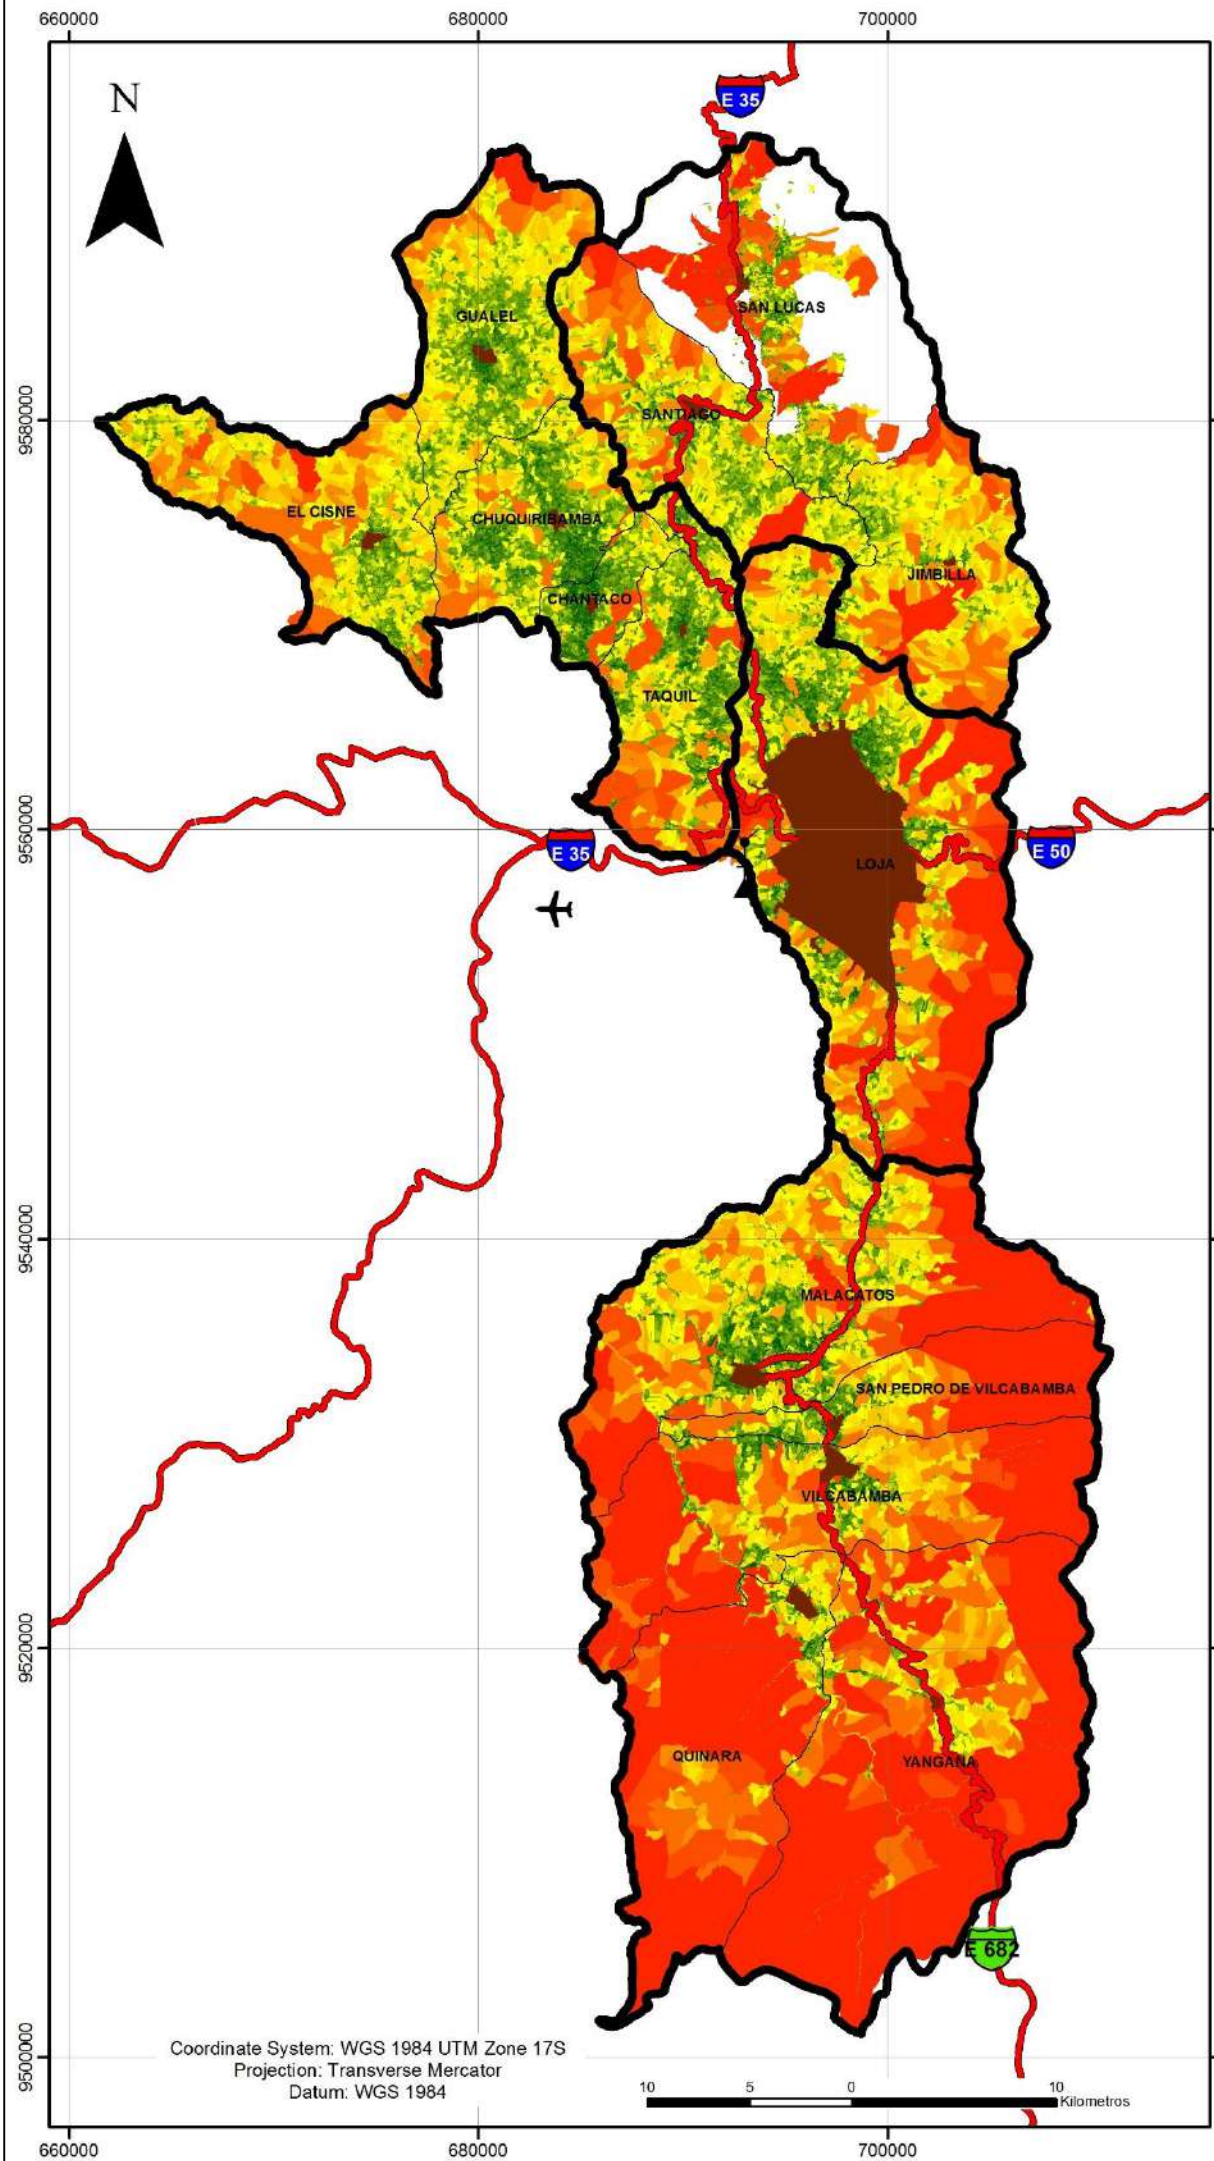 660000 680000 700000
N
E 35
GUALEL
SAN LUCAS
SANTIAGO
9580000
EL CISNE
CHUQUIRIBAMBA
JIMBILLA
CHANTACO
TAQUIL
9560000
E 35
E 50
LOJA
9540000
MALACATOS
SAN PEDRO DE VILCABAMBA
VILCABAMBA
9520000
QUINARA
YANGANA
E 682
9500000
Coordinate System: WGS 1984 UTM Zone 17S
Projection: Transverse Mercator
Datum: WGS 1984
10 5 0 10
Kilometros
660000 680000 700000